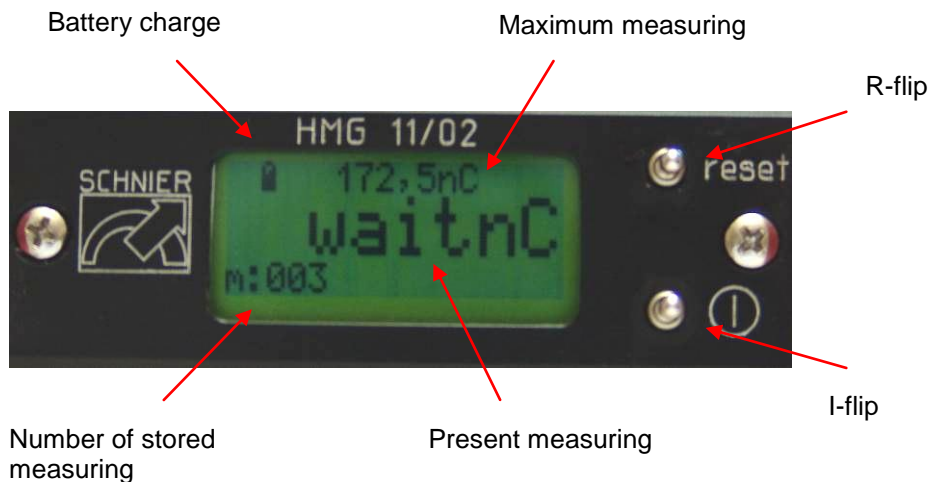 Battery charge
Maximum measuring
R-flip
HMG 11/02
SCHNIER
172,5nC
reset
waitnC
m:003
I-flip
Number of stored
measuring
Present measuring